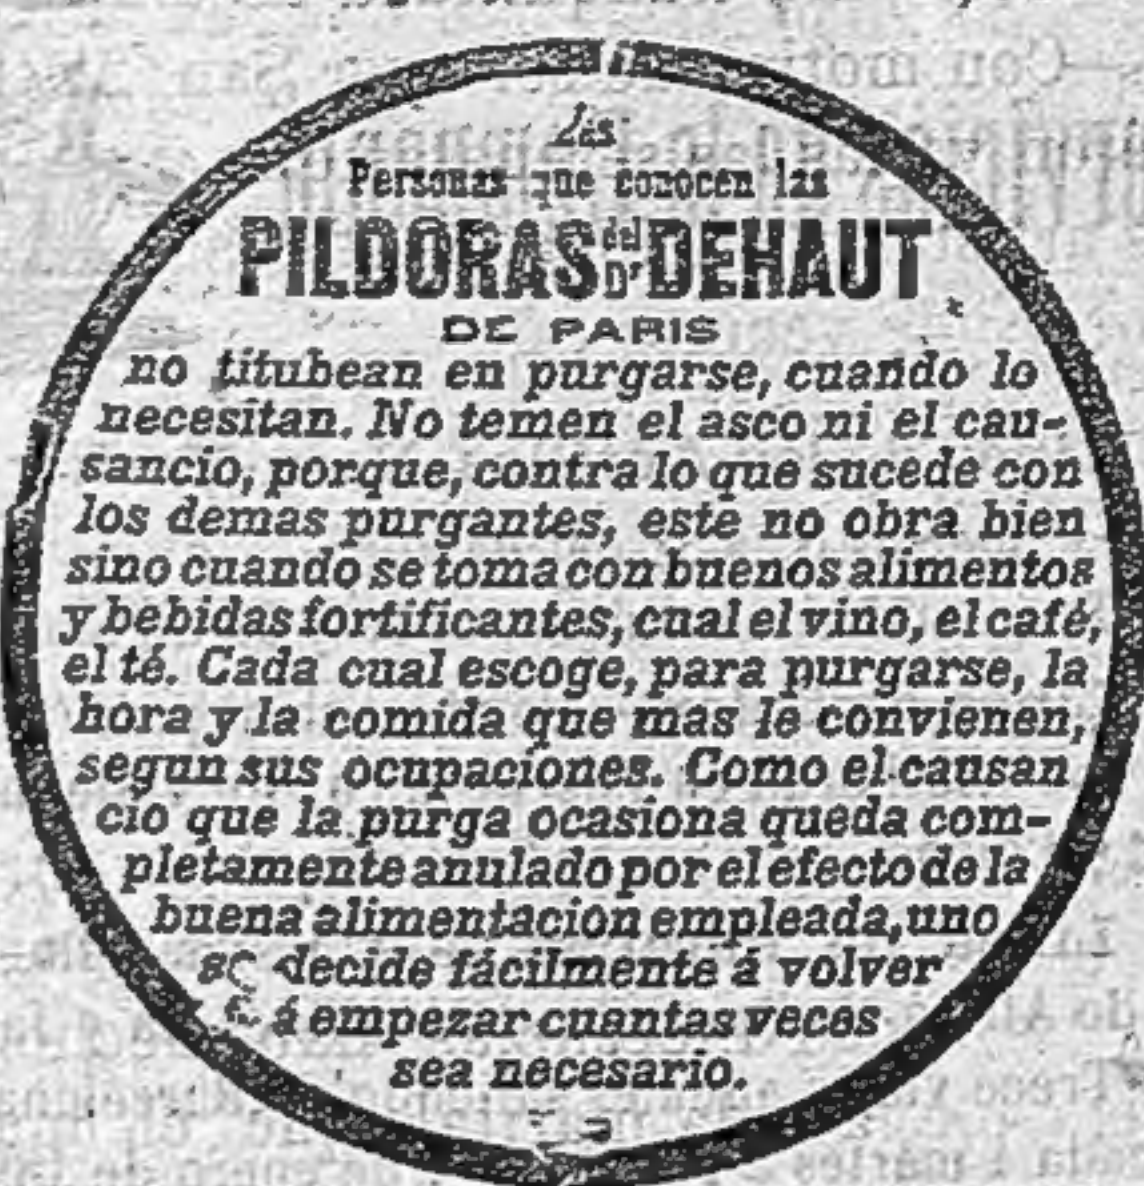 Las
Personas que conocen las
PILDORAS del Dr DEHAUT
DE PARIS
no titubean en purgarse, cuando lo
necesitan. No temen el asco ni el cau-
sancio, porque, contra lo que sucede con
los demas purgantes, este no obra bien
sino cuando se toma con buenos alimentos
y bebidas fortificantes, cual el vino, el café,
el té. Cada cual escoge, para purgarse, la
hora y la comida que mas le convienen,
segun sus ocupaciones. Como el causan
cio que la purga ocasiona queda com-
pletamente anulado por el efecto de la
buena alimentacion empleada, uno
se decide fácilmente á volver
á empezar cuantas veces
sea necesario.